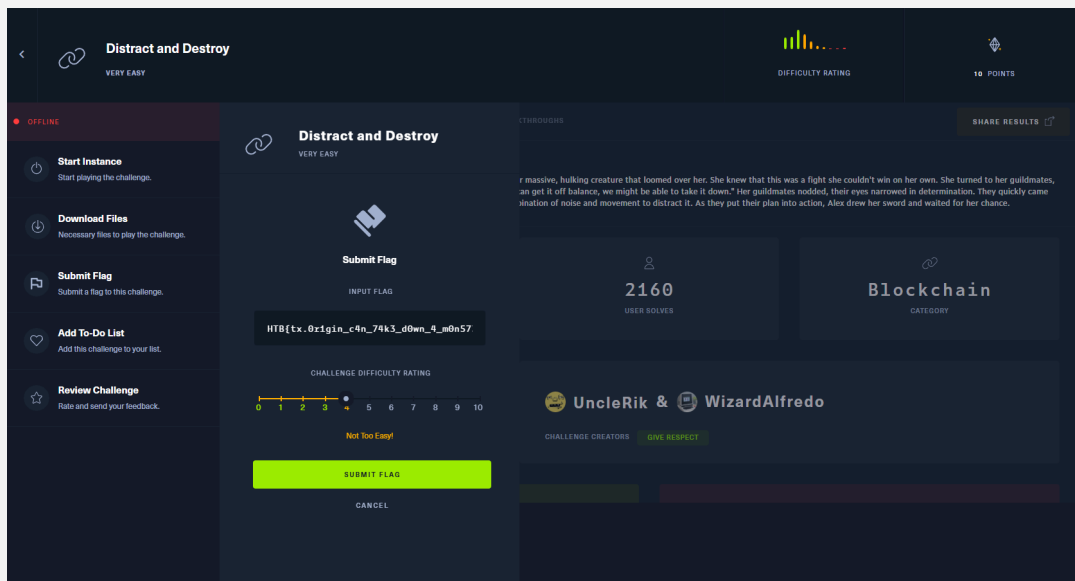 Distract and Destroy
VERY EASY
DIFFICULTY RATING
10 POINTS
OFFLINE
Start Instance
Start playing the challenge.
Download Files
Necessary files to play the challenge.
Submit Flag
Submit a flag to this challenge.
Add To-Do List
Add this challenge to your list.
Review Challenge
Rate and send your feedback.
Distract and Destroy
VERY EASY
Submit Flag
INPUT FLAG
HTB{tx.0r1gin_c4n_74k3_d0wn_4_m0n57
CHALLENGE DIFFICULTY RATING
0 1 2 3 4 5 6 7 8 9 10
Not Too Easy!
SUBMIT FLAG
CANCEL
KTHROUGHS
SHARE RESULTS
r massive, hulking creature that loomed over her. She knew that this was a fight she couldn't win on her own. She turned to her guildmates,
can get it off balance, we might be able to take it down." Her guildmates nodded, their eyes narrowed in determination. They quickly came
bination of noise and movement to distract it. As they put their plan into action, Alex drew her sword and waited for her chance.
2160
USER SOLVES
Blockchain
CATEGORY
UncleRik & WizardAlfredo
CHALLENGE CREATORS GIVE RESPECT